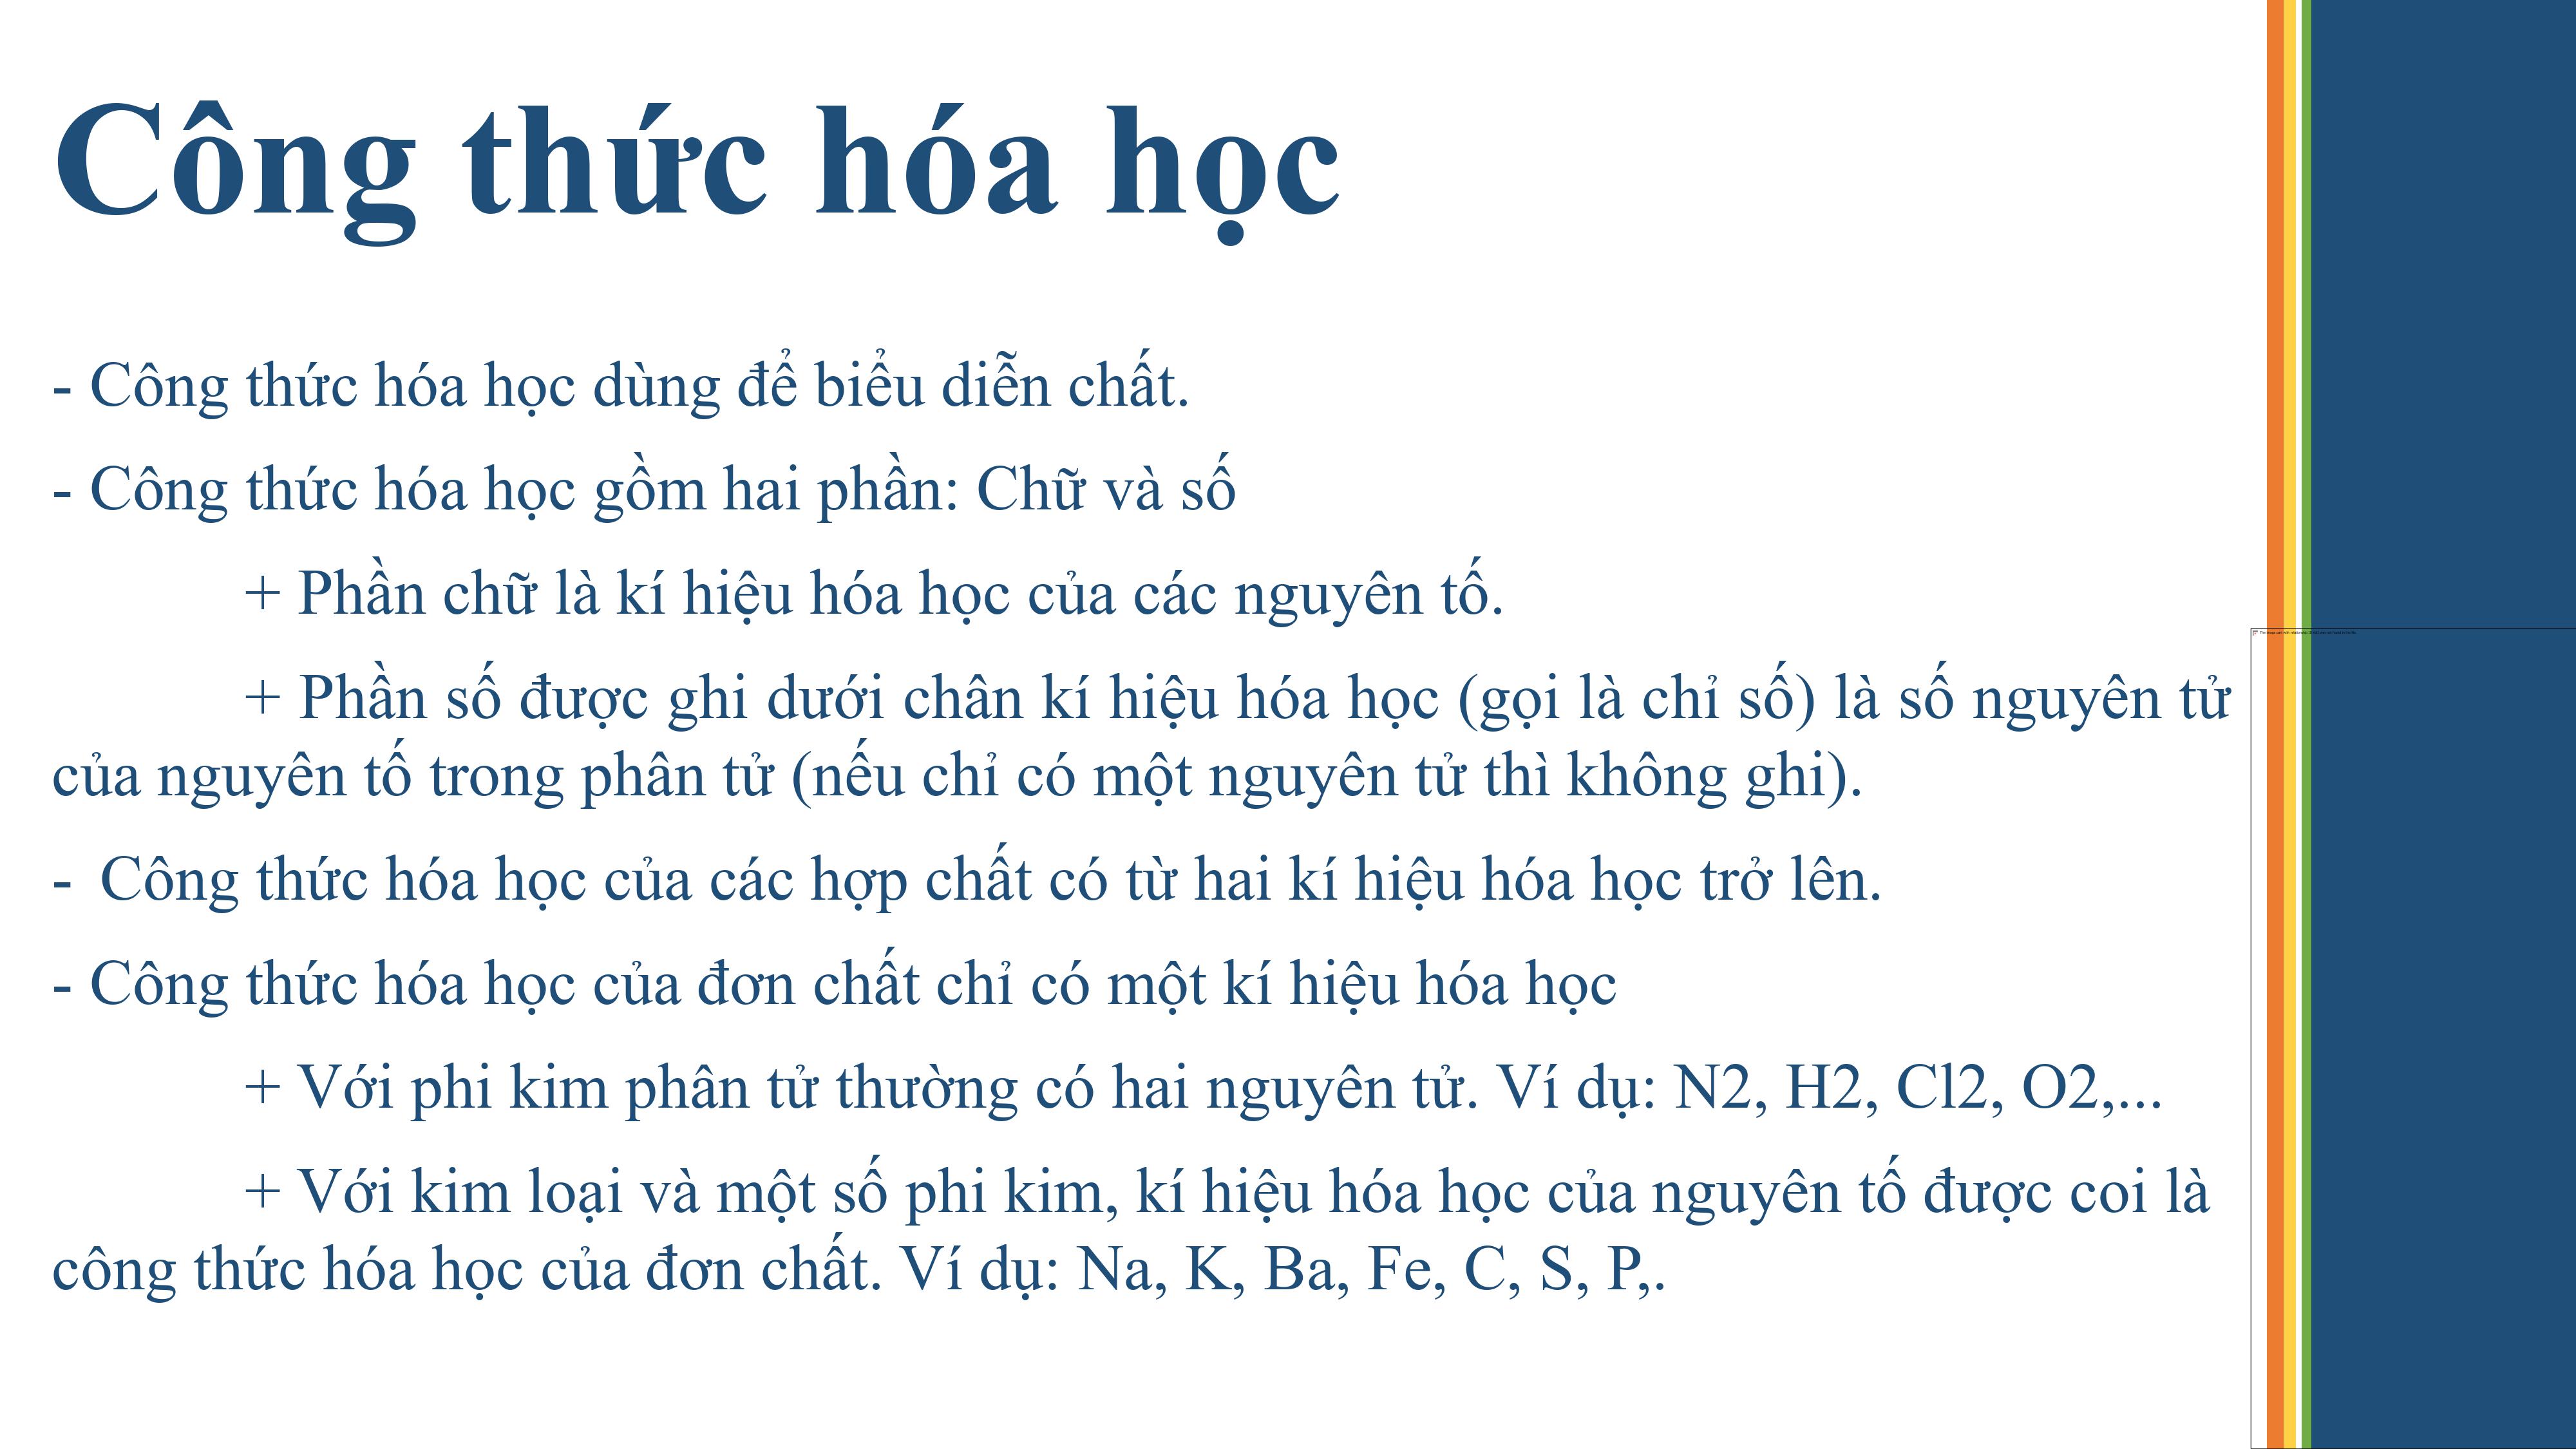 Công thức hóa học
- Công thức hóa học dùng để biểu diễn chất.
- Công thức hóa học gồm hai phần: Chữ và số
+ Phần chữ là kí hiệu hóa học của các nguyên tố.
+ Phần số được ghi dưới chân kí hiệu hóa học (gọi là chỉ số) là số nguyên tử
của nguyên tố trong phân tử (nếu chỉ có một nguyên tử thì không ghi).
- Công thức hóa học của các hợp chất có từ hai kí hiệu hóa học trở lên.
- Công thức hóa học của đơn chất chỉ có một kí hiệu hóa học
+ Với phi kim phân tử thường có hai nguyên tử. Ví dụ: N2, H2, Cl2, O2,...
+ Với kim loại và một số phi kim, kí hiệu hóa học của nguyên tố được coi là
công thức hóa học của đơn chất. Ví dụ: Na, K, Ba, Fe, C, S, P,.